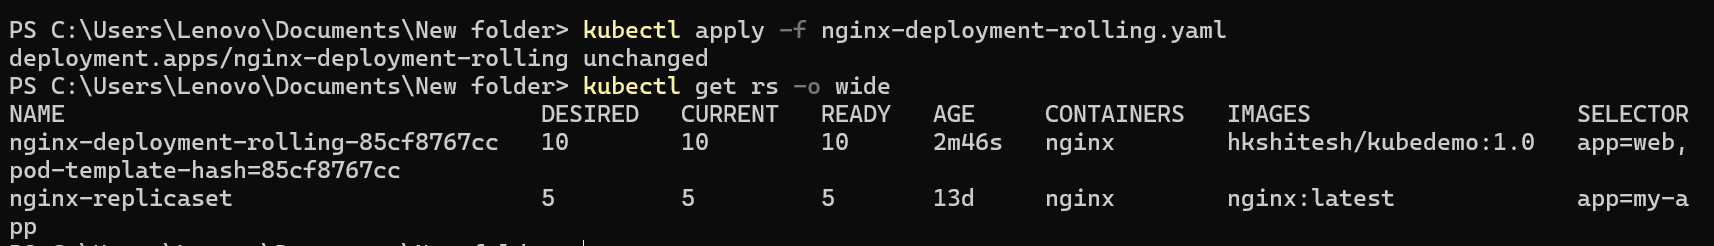 PS C:\Users\Lenovo\Documents\New folder> kubectl apply -f nginx-deployment-rolling.yaml
deployment.apps/nginx-deployment-rolling unchanged
PS C:\Users\Lenovo\Documents\New folder> kubectl get rs -o wide
NAME DESIRED CURRENT READY AGE CONTAINERS IMAGES SELECTOR
nginx-deployment-rolling-85cf8767cc 10 10 10 2m46s nginx hkshitesh/kubedemo:1.0 app=web,
pod-template-hash=85cf8767cc
nginx-replicaset 5 5 5 13d nginx nginx:latest app=my-a
pp